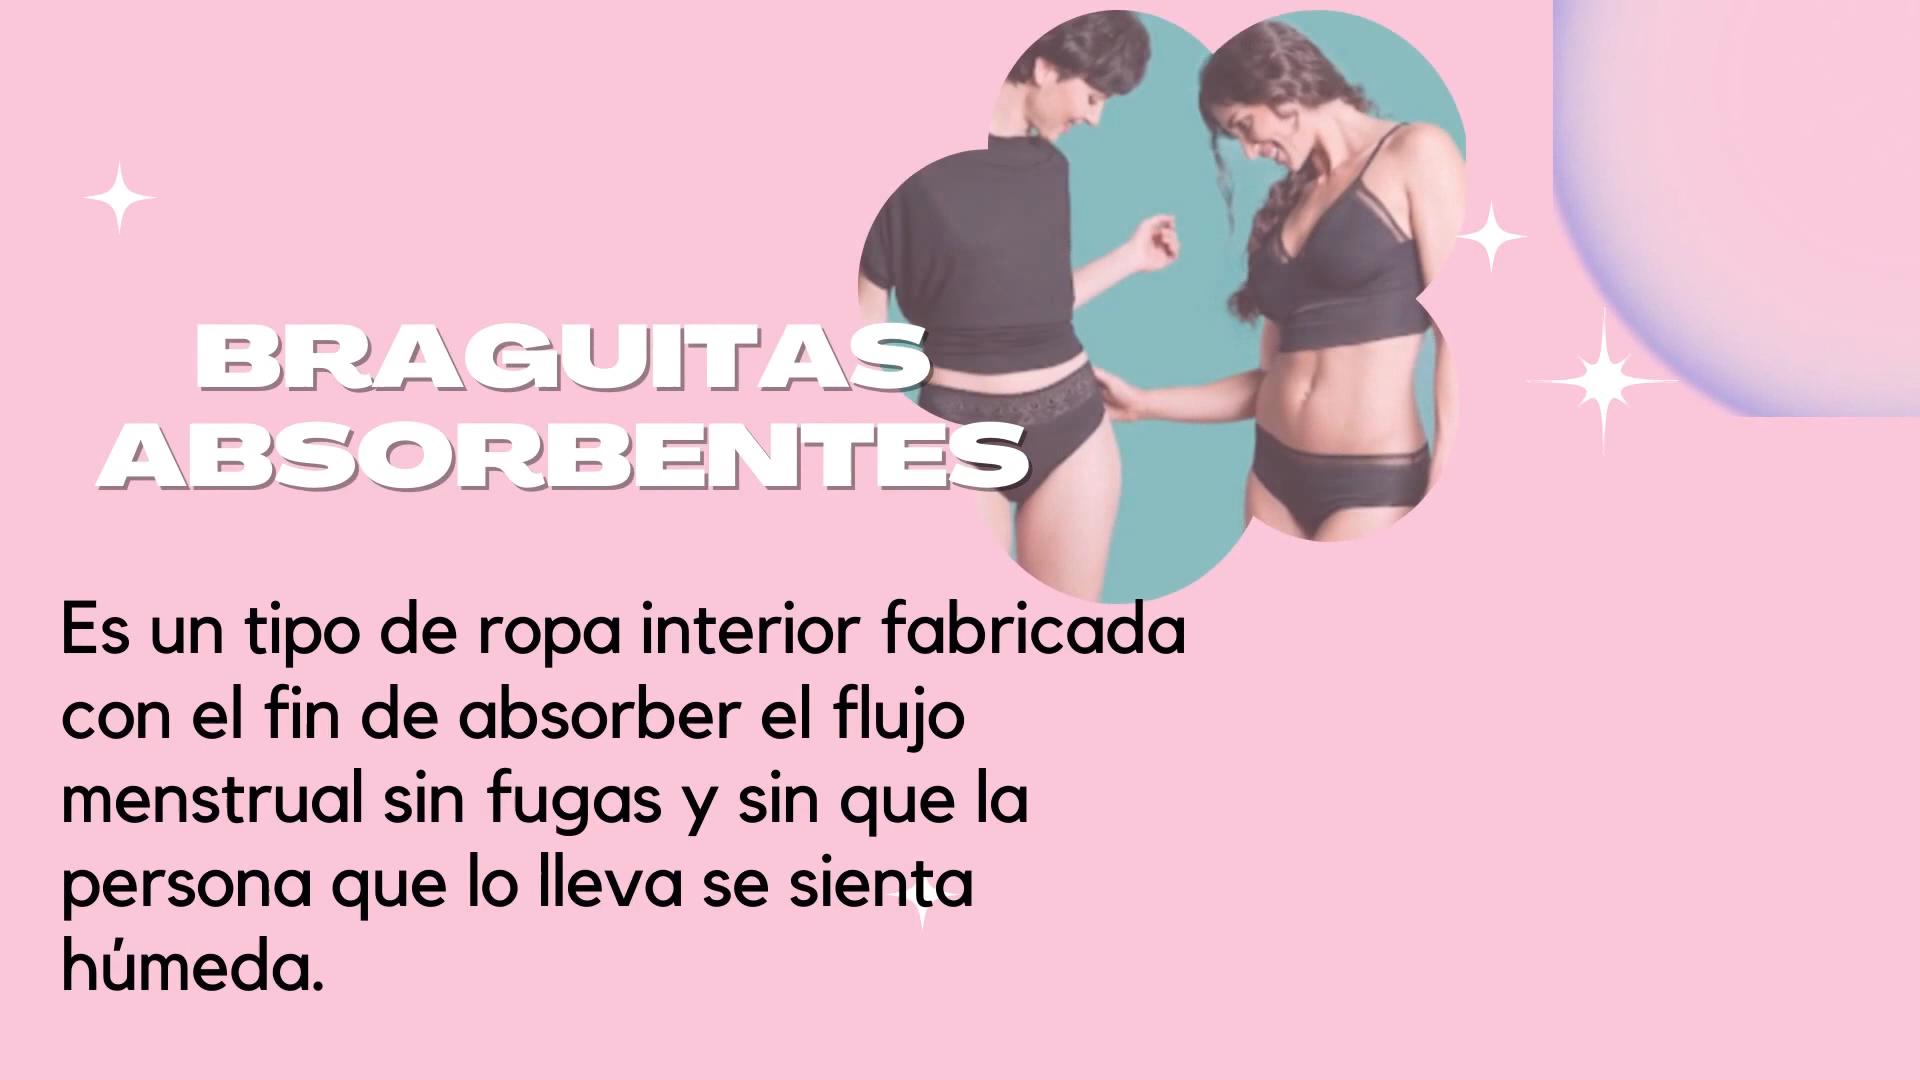 BRAGUITAS
ABSORBENTES
Es un tipo de ropa interior fabricada
con el fin de absorber el flujo
menstrual sin fugas y sin que la
persona que lo lleva se sienta
húmeda.